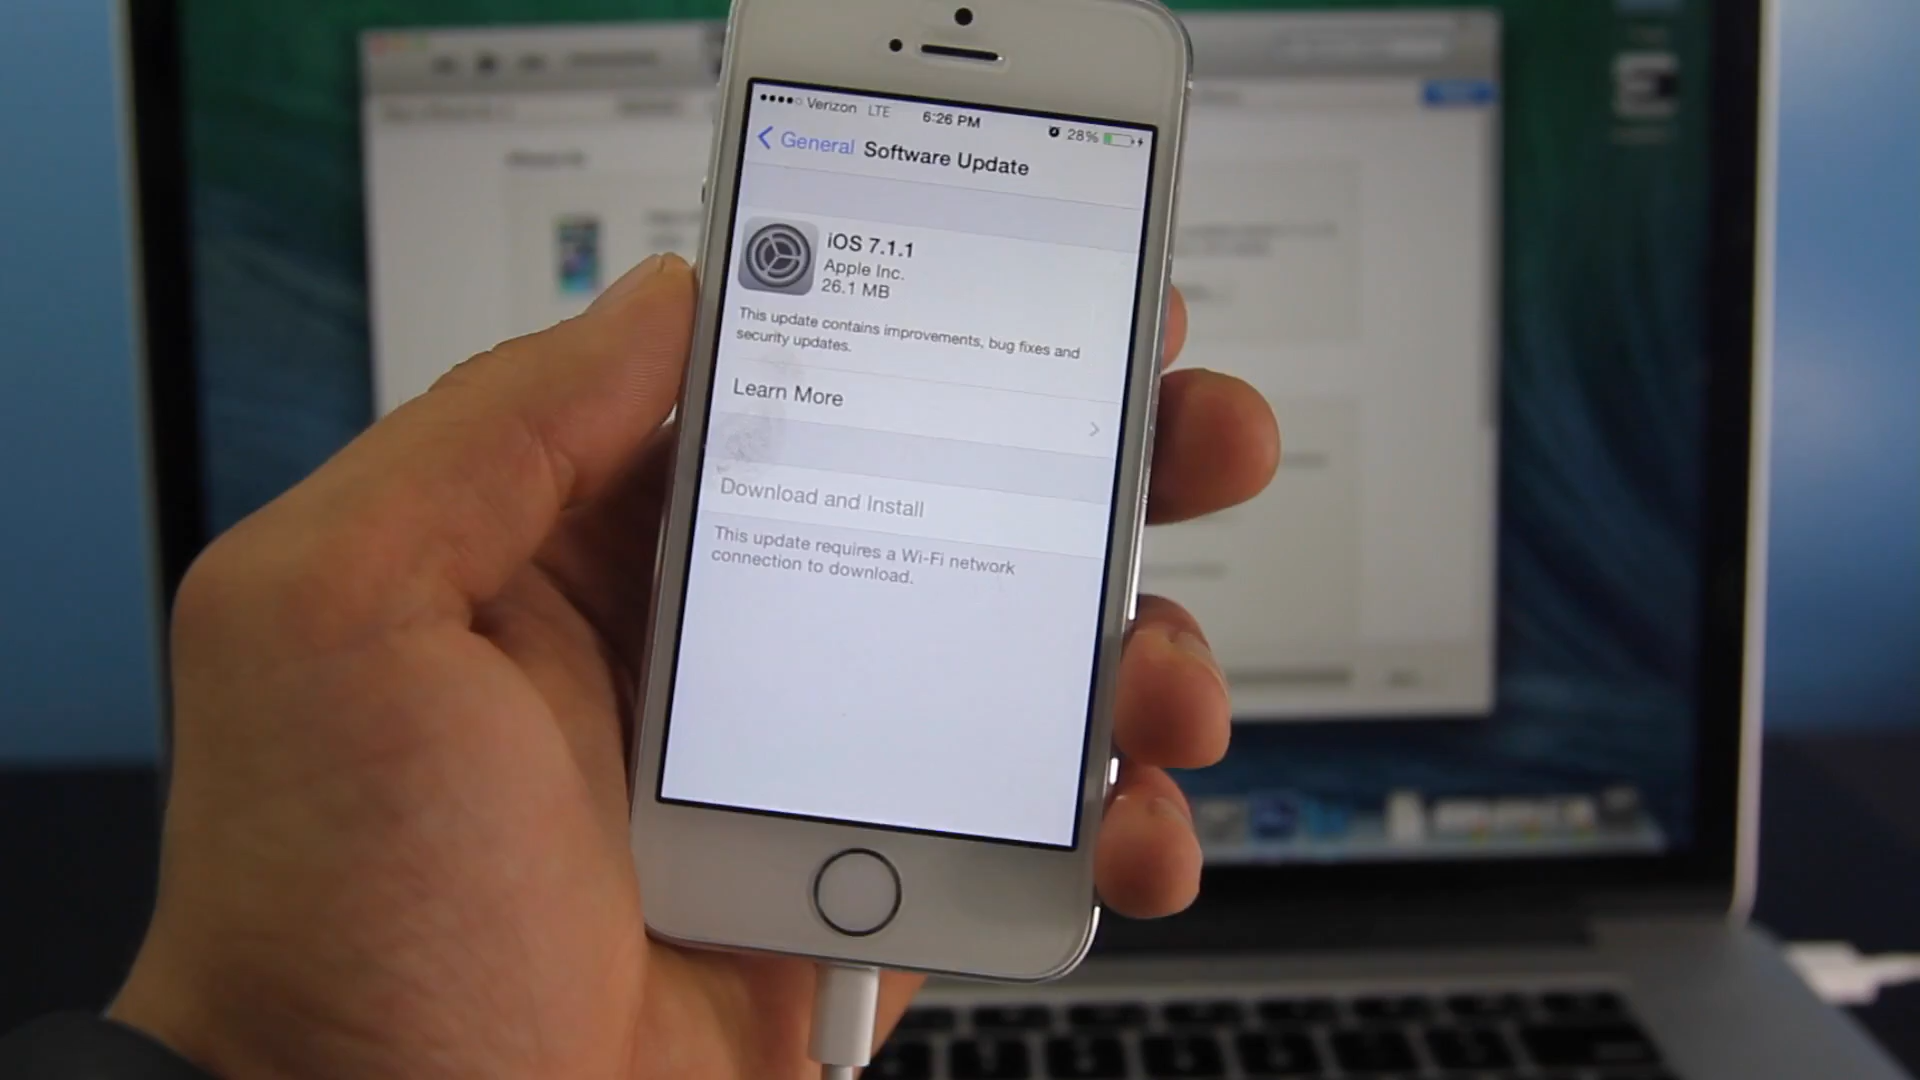 Verizon LTE 6:26 PM 28%
General Software Update
iOS 7.1.1
Apple Inc.
26.1 MB
This update contains improvements, bug fixes and
security updates.
Learn More
Download and Install
This update requires a Wi-Fi network
connection to download.